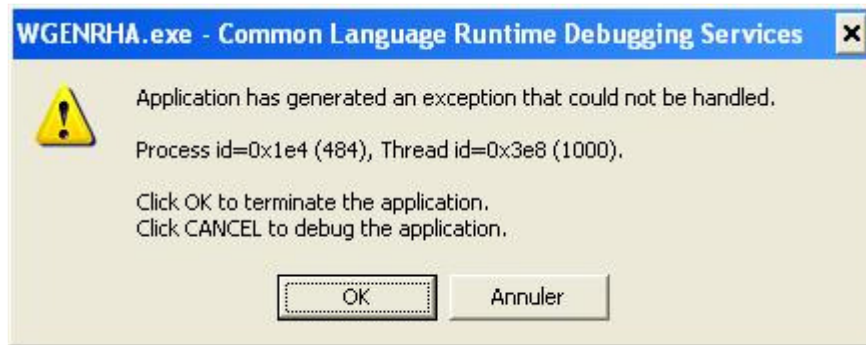 WGENRHA.exe - Common Language Runtime Debugging Services
Application has generated an exception that could not be handled.
Process id=0x1e4 (484), Thread id=0x3e8 (1000).
Click OK to terminate the application.
Click CANCEL to debug the application.
OK
Annuler